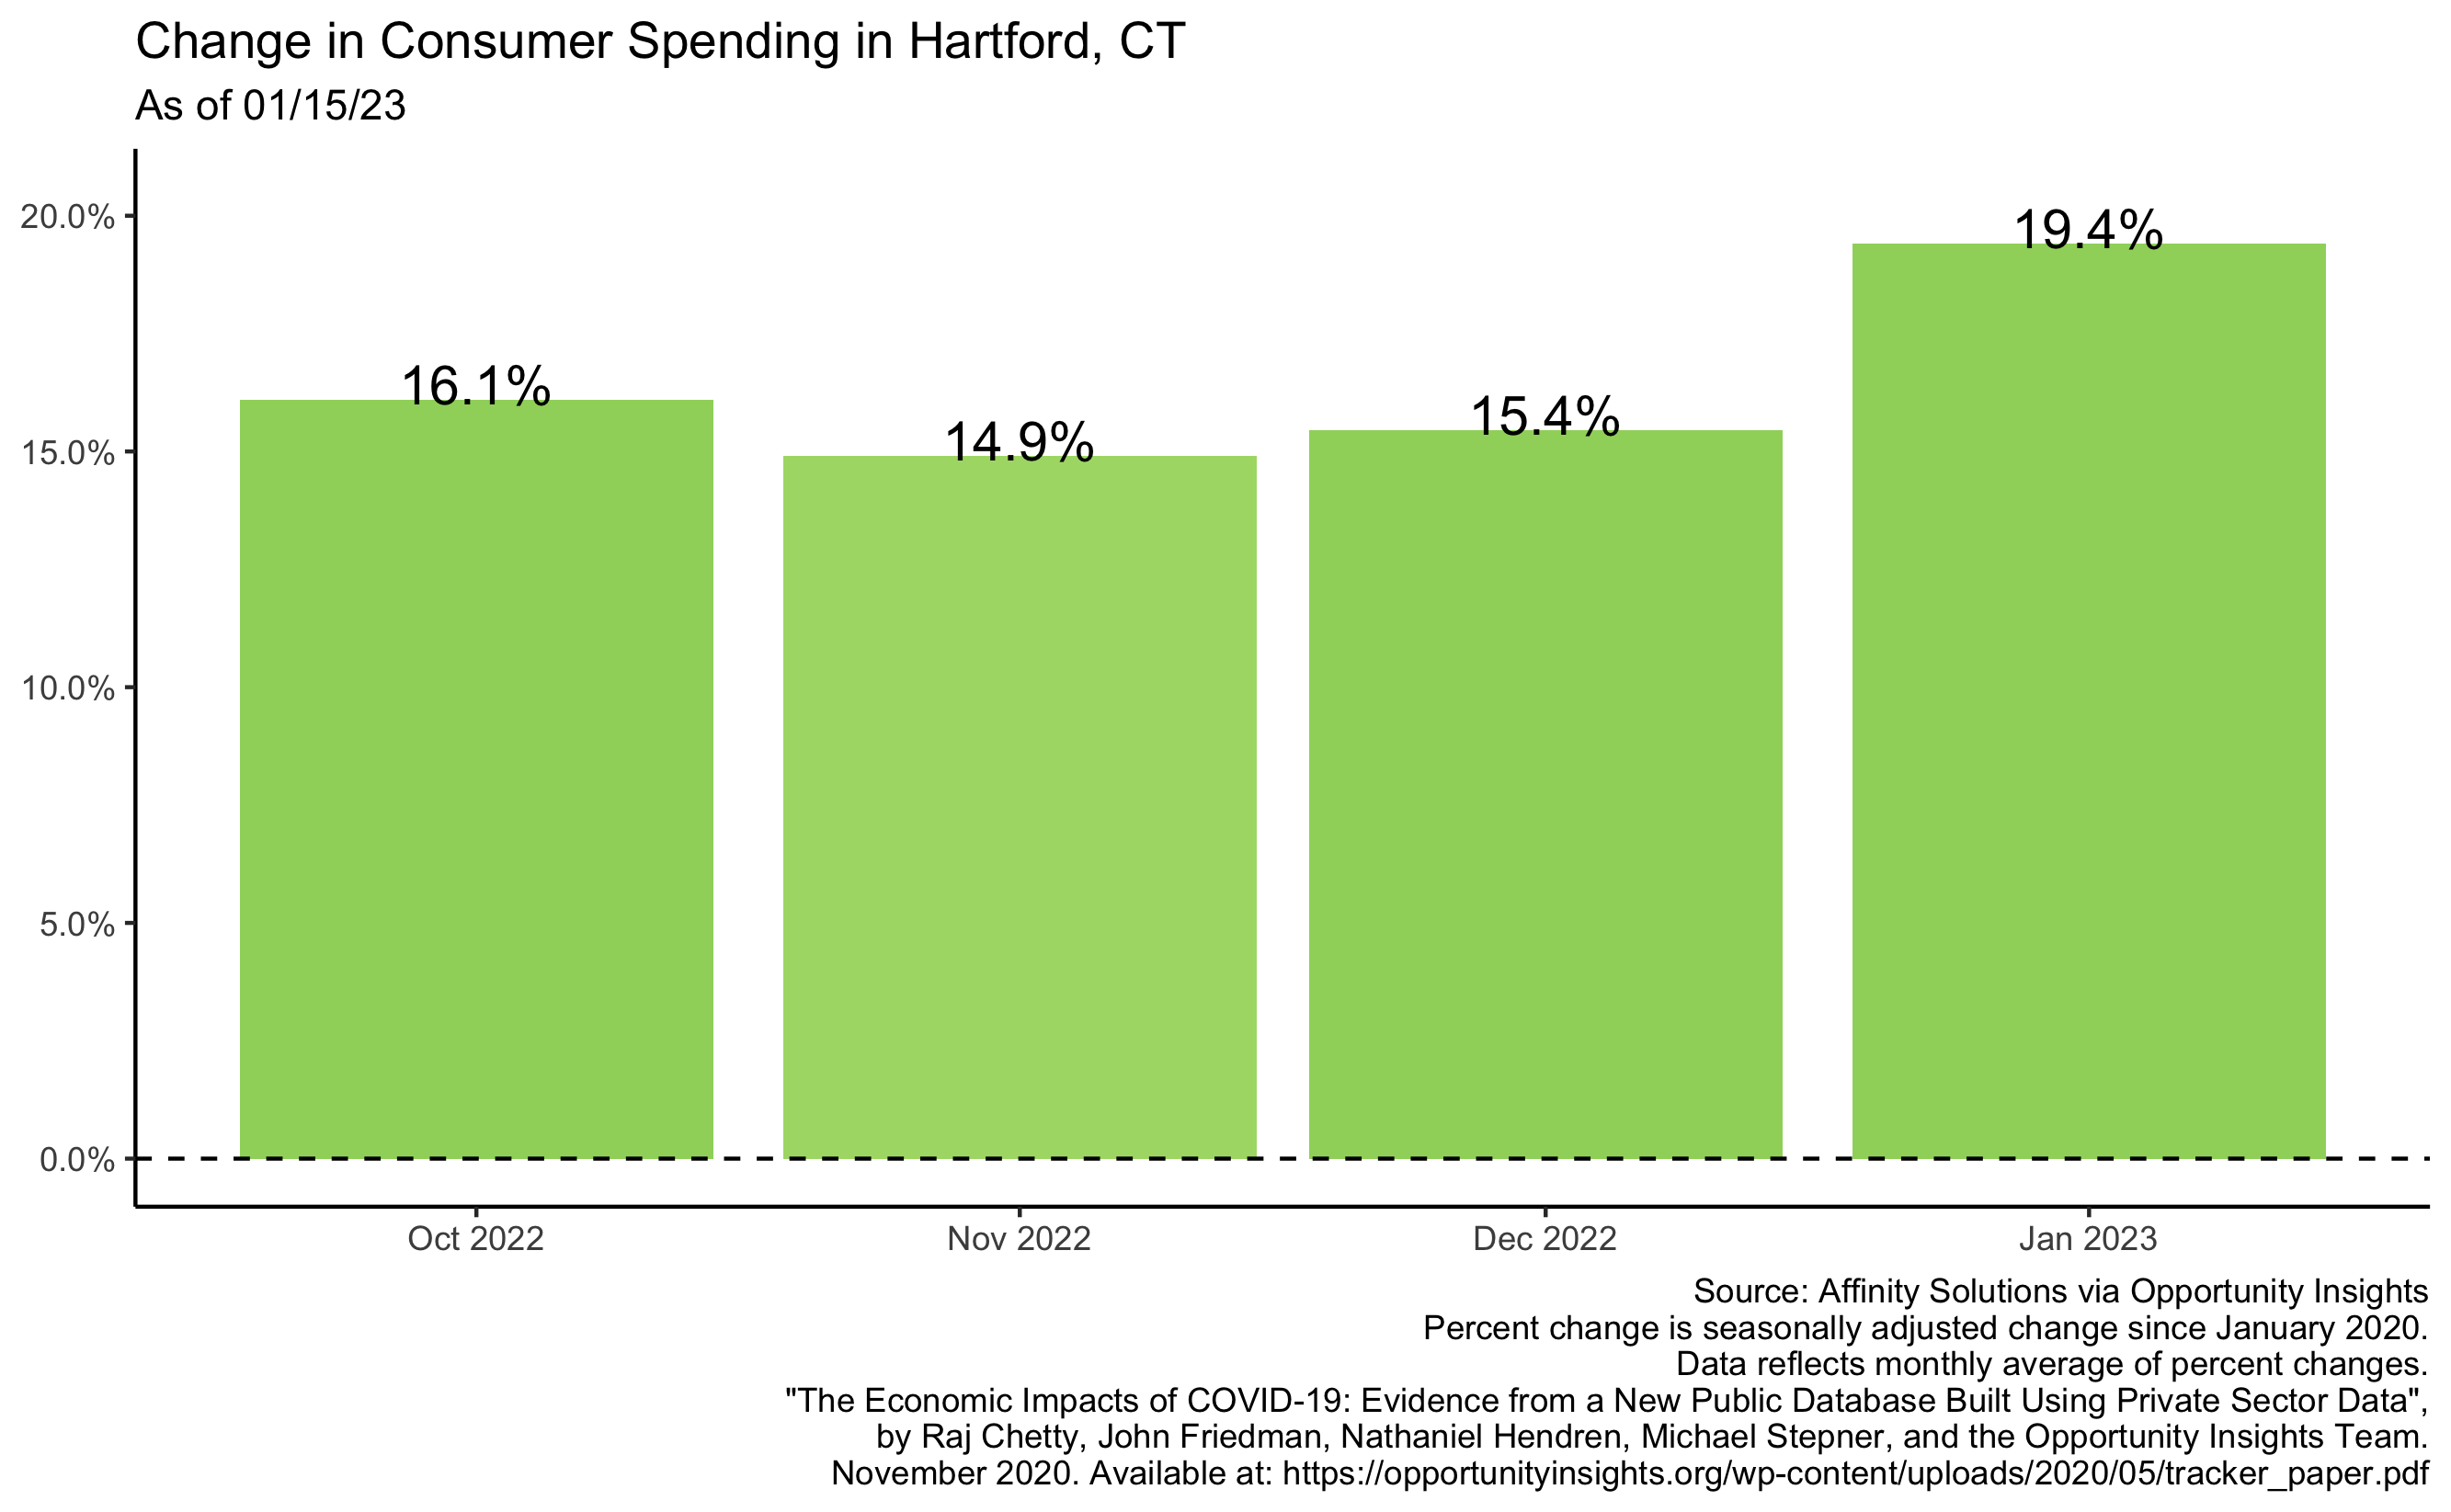 Change in Consumer Spending in Hartford, CT
As of 01/15/23
20.0%
15.0%
10.0%
5.0%
0.0%
16.1%
14.9%
15.4%
19.4%
Oct 2022
Nov 2022
Dec 2022
Jan 2023
Source: Affinity Solutions via Opportunity Insights
Percent change is seasonally adjusted change since January 2020.
Data reflects monthly average of percent changes.
"The Economic Impacts of COVID-19: Evidence from a New Public Database Built Using Private Sector Data",
by Raj Chetty, John Friedman, Nathaniel Hendren, Michael Stepner, and the Opportunity Insights Team.
November 2020. Available at: https://opportunityinsights.org/wp-content/uploads/2020/05/tracker_paper.pdf